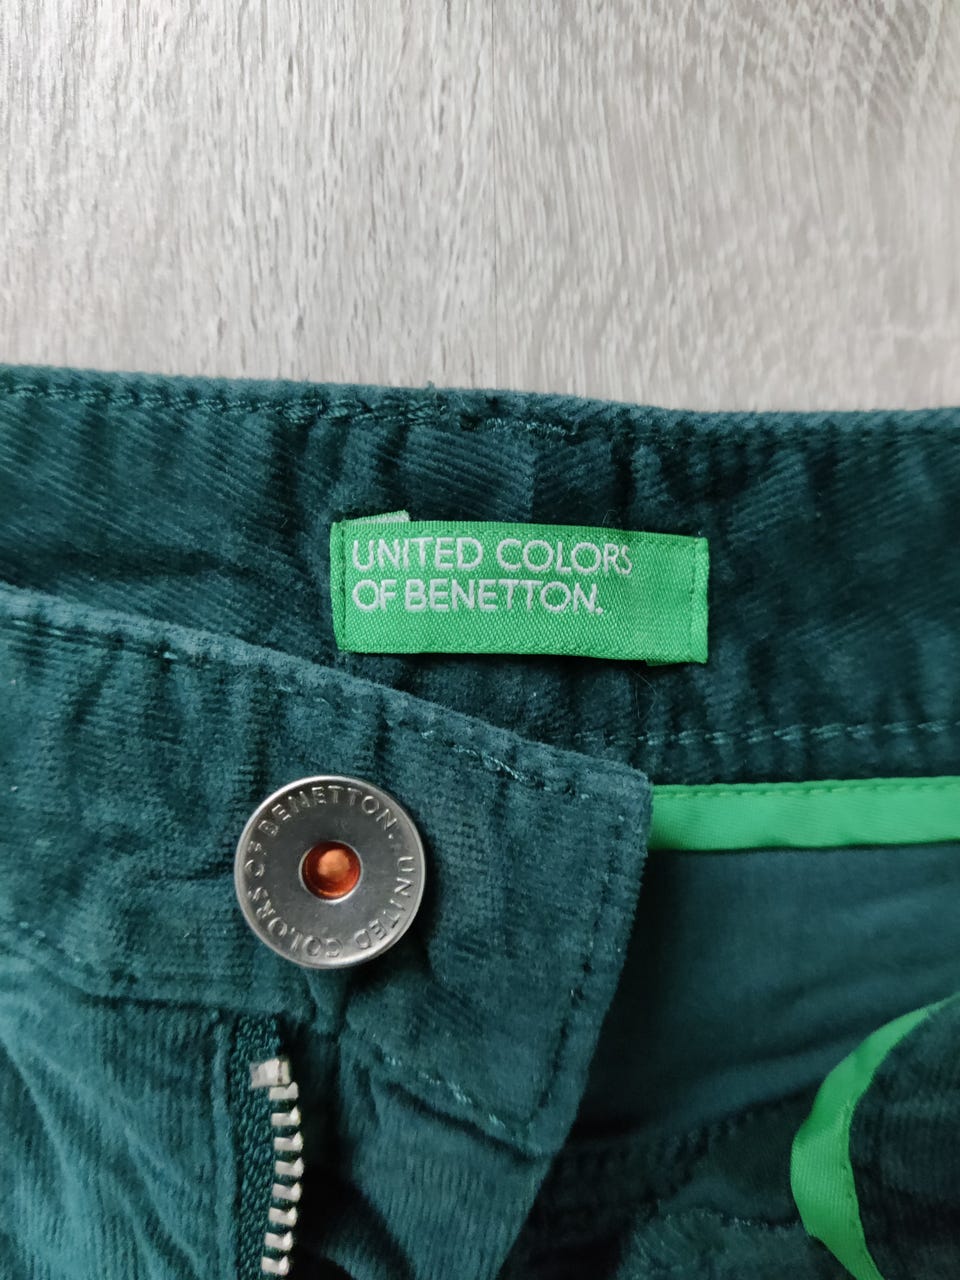 UNITED COLORS
OF BENETTON.
UNITED COLORS OF BENETTON.